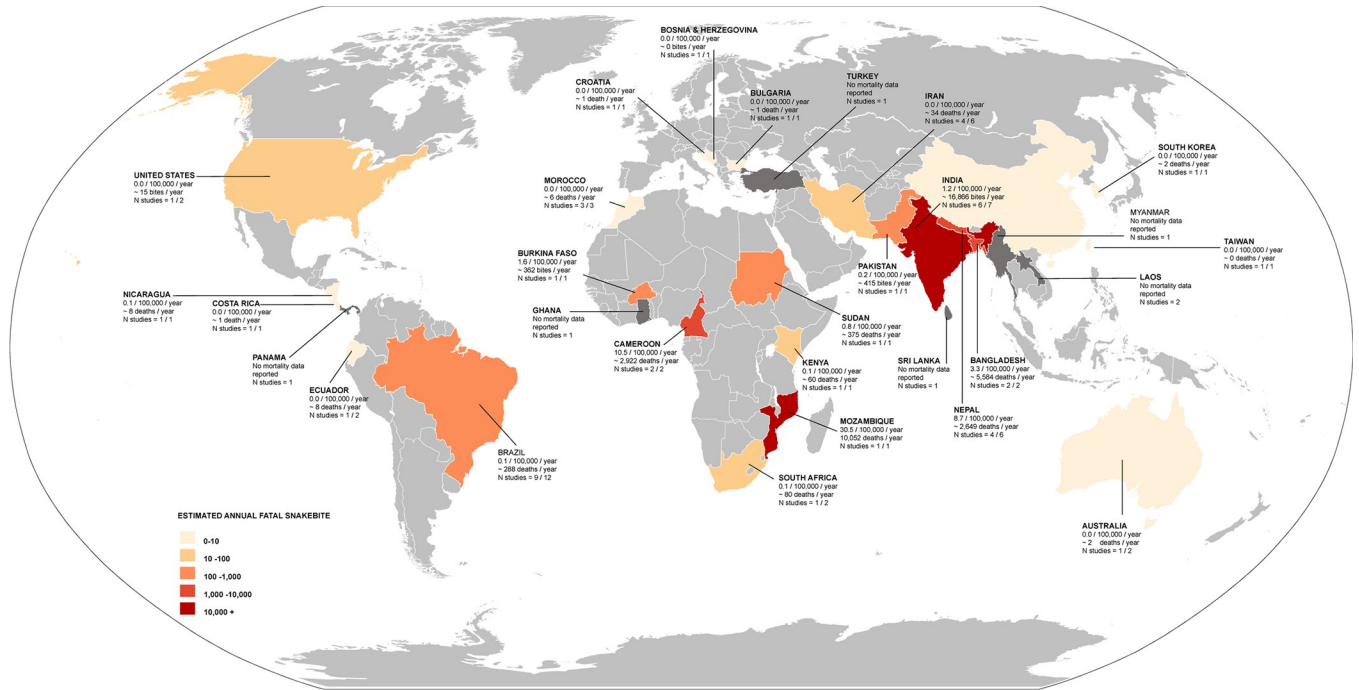 BOSNIA & HERZEGOVINA
0.0 / 100,000 / year
~ 0 bites / year
N studies = 1 / 1
CROATIA
0.0 / 100,000 / year
~ 1 death / year
N studies = 1 / 1
BULGARIA
0.0 / 100,000 / year
~ 1 death / year
N studies = 1 / 1
TURKEY
No mortality data
reported
N studies = 1
IRAN
0.0 / 100,000 / year
~ 34 deaths / year
N studies = 4 / 6
SOUTH KOREA
0.0 / 100,000 / year
~ 2 deaths / year
N studies = 1 / 1
UNITED STATES
0.0 / 100,000 / year
~ 15 bites / year
N studies = 1 / 2
MOROCCO
0.0 / 100,000 / year
~ 6 deaths / year
N studies = 3 / 3
INDIA
1.2 / 100,000 / year
~ 16,866 bites / year
N studies = 6 / 7
MYANMAR
No mortality data
reported
N studies = 1
TAIWAN
0.0 / 100,000 / year
~ 0 deaths / year
N studies = 1 / 1
BURKINA FASO
1.6 / 100,000 / year
~ 362 bites / year
N studies = 1 / 1
PAKISTAN
0.2 / 100,000 / year
~ 415 bites / year
N studies = 1 / 1
LAOS
No mortality data
reported
N studies = 2
NICARAGUA
0.1 / 100,000 / year
~ 8 deaths / year
N studies = 1 / 1
COSTA RICA
0.0 / 100,000 / year
~ 1 death / year
N studies = 1 / 1
GHANA
No mortality data
reported
N studies = 1
SUDAN
0.8 / 100,000 / year
~ 375 deaths / year
N studies = 1 / 1
PANAMA
No mortality data
reported
N studies = 1
CAMEROON
10.5 / 100,000 / year
~ 2,922 deaths / year
N studies = 2 / 2
KENYA
0.1 / 100,000 / year
~ 60 deaths / year
N studies = 1 / 1
SRI LANKA
No mortality data
reported
N studies = 1
BANGLADESH
3.3 / 100,000 / year
~ 5,584 deaths / year
N studies = 2 / 2
ECUADOR
0.0 / 100,000 / year
~ 8 deaths / year
N studies = 1 / 2
NEPAL
8.7 / 100,000 / year
~ 2,649 deaths / year
N studies = 4 / 6
MOZAMBIQUE
30.5 / 100,000 / year
10,052 deaths / year
N studies = 1 / 1
BRAZIL
0.1 / 100,000 / year
~ 288 deaths / year
N studies = 9 / 12
SOUTH AFRICA
0.1 / 100,000 / year
~ 80 deaths / year
N studies = 1 / 2
AUSTRALIA
0.0 / 100,000 / year
~ 2 deaths / year
N studies = 1 / 2
ESTIMATED ANNUAL FATAL SNAKEBITE
0-10
10 -100
100 -1,000
1,000 -10,000
10,000 +